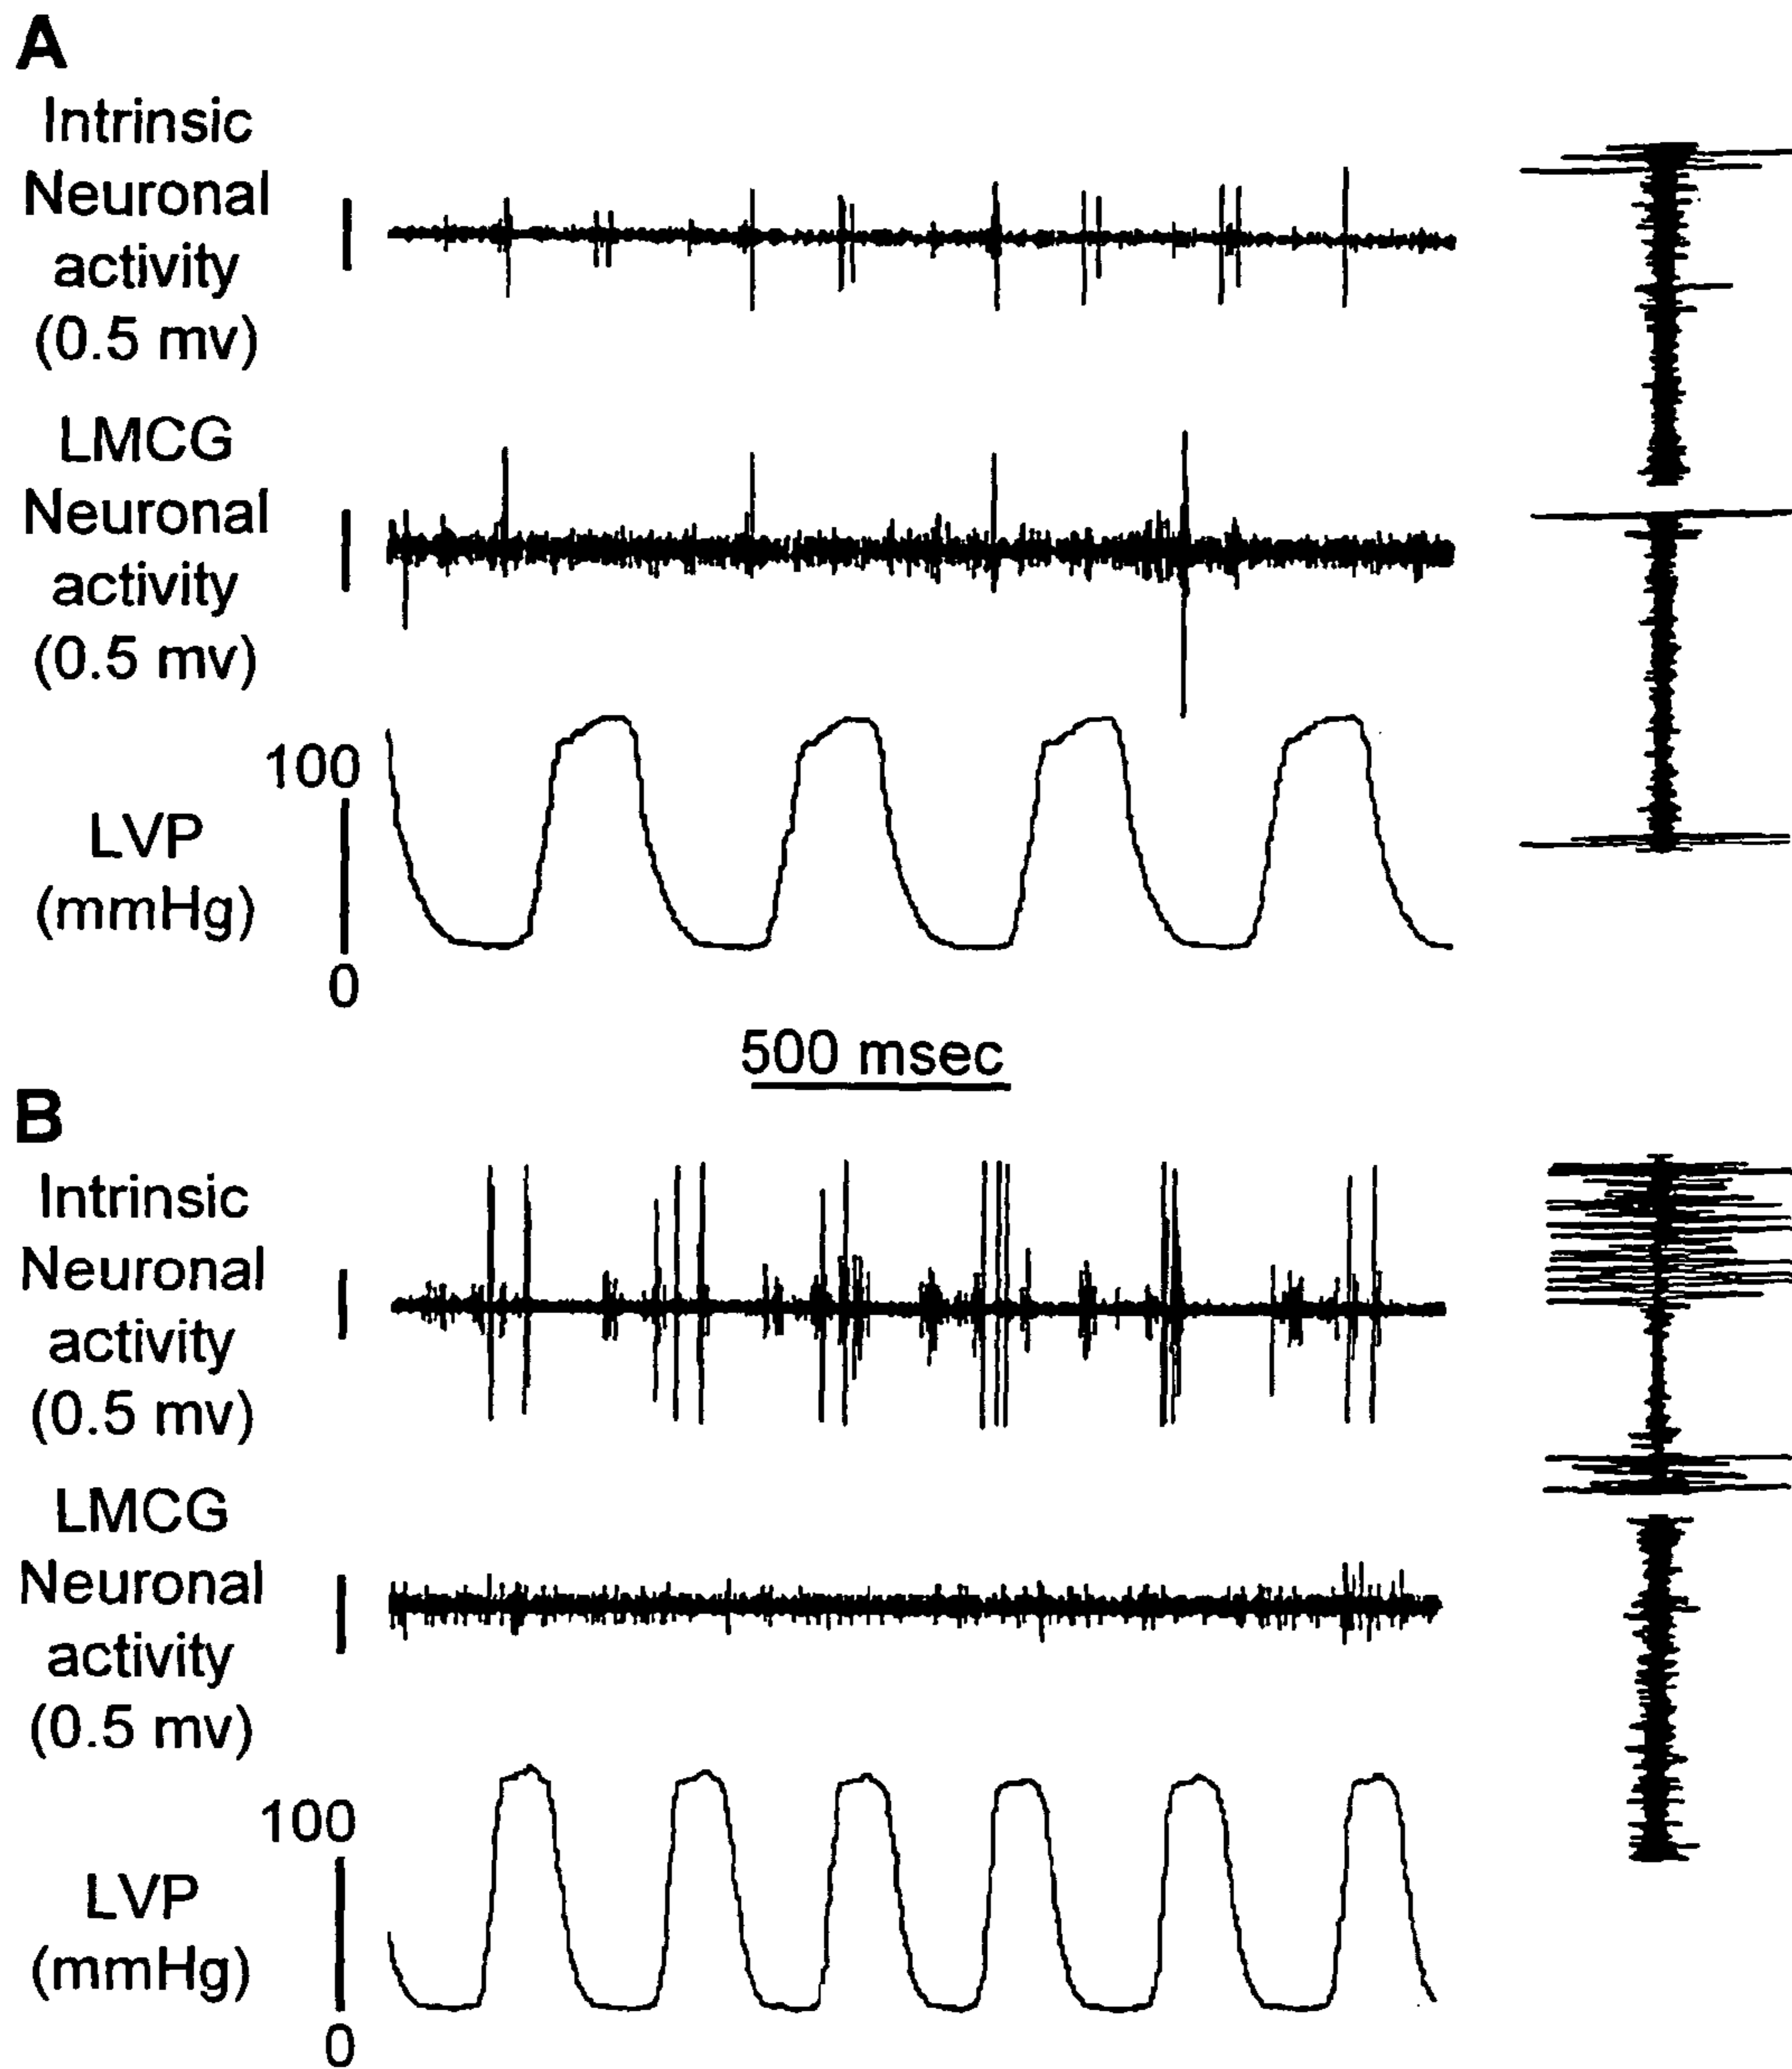 A
Intrinsic
Neuronal
activity
(0.5 mv)
LMCG
Neuronal
activity
(0.5 mv)
100
LVP
(mmHg)
0
500 msec
B
Intrinsic
Neuronal
activity
(0.5 mv)
LMCG
Neuronal
activity
(0.5 mv)
100
LVP
(mmHg)
0